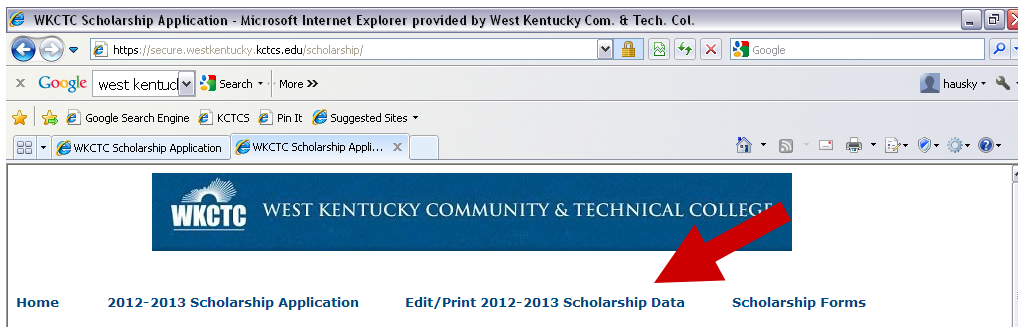 WKCTC Scholarship Application - Microsoft Internet Explorer provided by West Kentucky Com. & Tech. Col.
https://secure.westkentucky.kctcs.edu/scholarship/
Google
x Google west kentucl Search More >> hausky
Google Search Engine KCTCS Pin It Suggested Sites
WKCTC Scholarship Application WKCTC Scholarship Appli... X
WKCTC WEST KENTUCKY COMMUNITY & TECHNICAL COLLEGE
Home 2012-2013 Scholarship Application Edit/Print 2012-2013 Scholarship Data Scholarship Forms